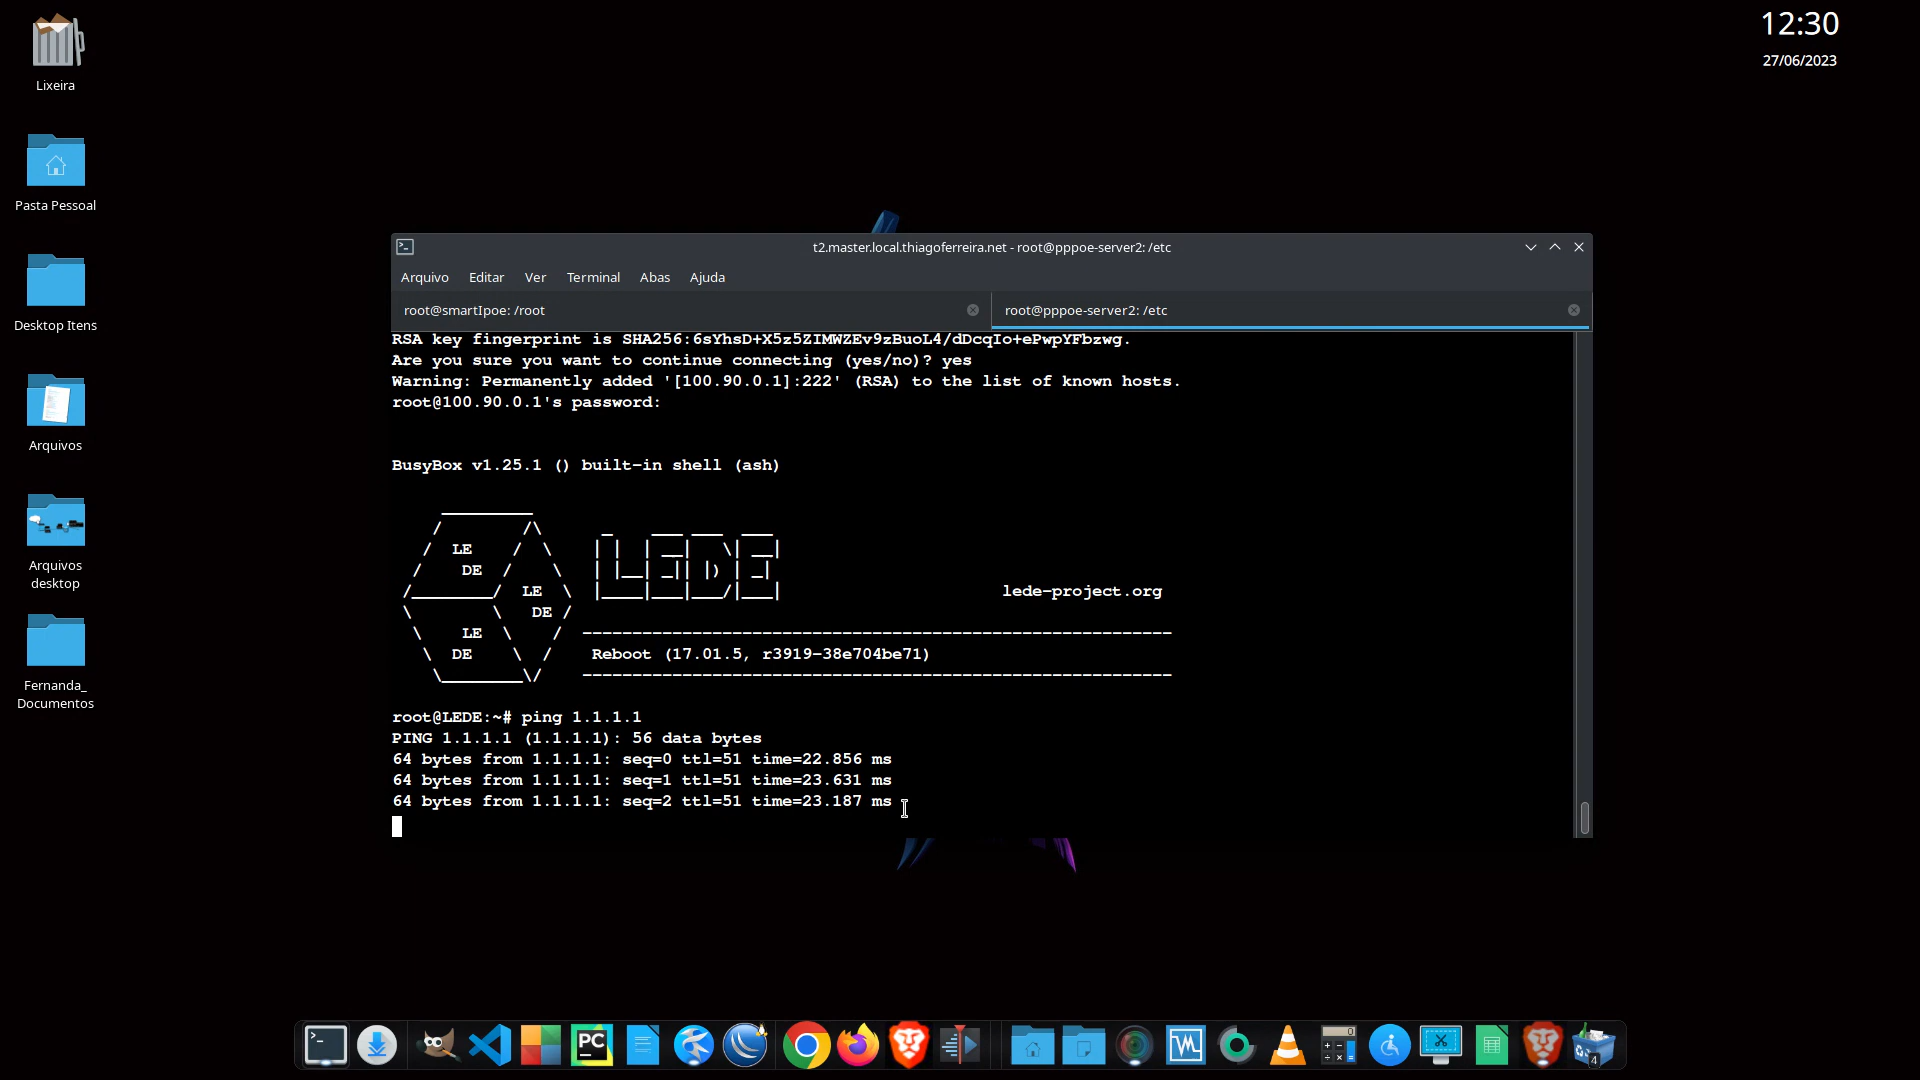 12:30
27/06/2023
Lixeira
Pasta Pessoal
Desktop Itens
Arquivos
Arquivos
desktop
Fernanda_
Documentos
t2.master.local.thiagoferreira.net - root@pppoe-server2: /etc
Arquivo Editar Ver Terminal Abas Ajuda
root@smartIpoe: /root
root@pppoe-server2: /etc
RSA key fingerprint is SHA256:6sYhsD+X5z5ZIMWZEv9zBuoL4/dDcqIo+ePwpYFbzwg.
Are you sure you want to continue connecting (yes/no)? yes
Warning: Permanently added '[100.90.0.1]:222' (RSA) to the list of known hosts.
root@100.90.0.1's password:
BusyBox v1.25.1 () built-in shell (ash)
LE
DE
LE
DE
LE
DE
LEDE
lede-project.org
Reboot (17.01.5, r3919-38e704be71)
root@LEDE:~# ping 1.1.1.1
PING 1.1.1.1 (1.1.1.1): 56 data bytes
64 bytes from 1.1.1.1: seq=0 ttl=51 time=22.856 ms
64 bytes from 1.1.1.1: seq=1 ttl=51 time=23.631 ms
64 bytes from 1.1.1.1: seq=2 ttl=51 time=23.187 ms
PC
0
4